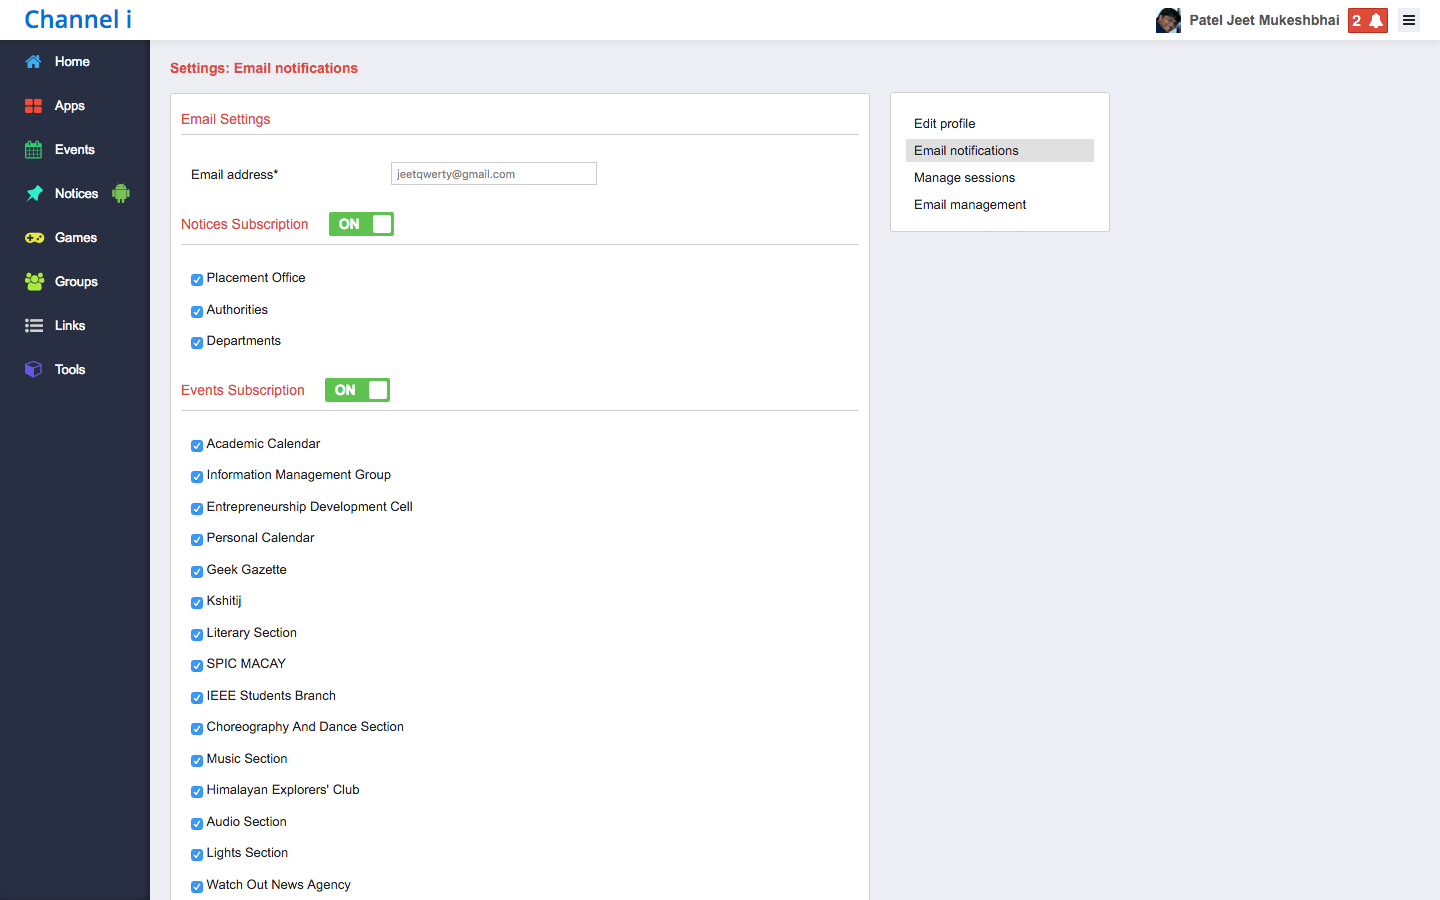 Channel i
Patel Jeet Mukeshbhai
2
Home
Apps
Events
Notices
Games
Groups
Links
Tools
Settings: Email notifications
Email Settings
Email address*
jeetqwerty@gmail.com
Notices Subscription ON
Placement Office
Authorities
Departments
Events Subscription ON
Academic Calendar
Information Management Group
Entrepreneurship Development Cell
Personal Calendar
Geek Gazette
Kshitij
Literary Section
SPIC MACAY
IEEE Students Branch
Choreography And Dance Section
Music Section
Himalayan Explorers' Club
Audio Section
Lights Section
Watch Out News Agency
Edit profile
Email notifications
Manage sessions
Email management